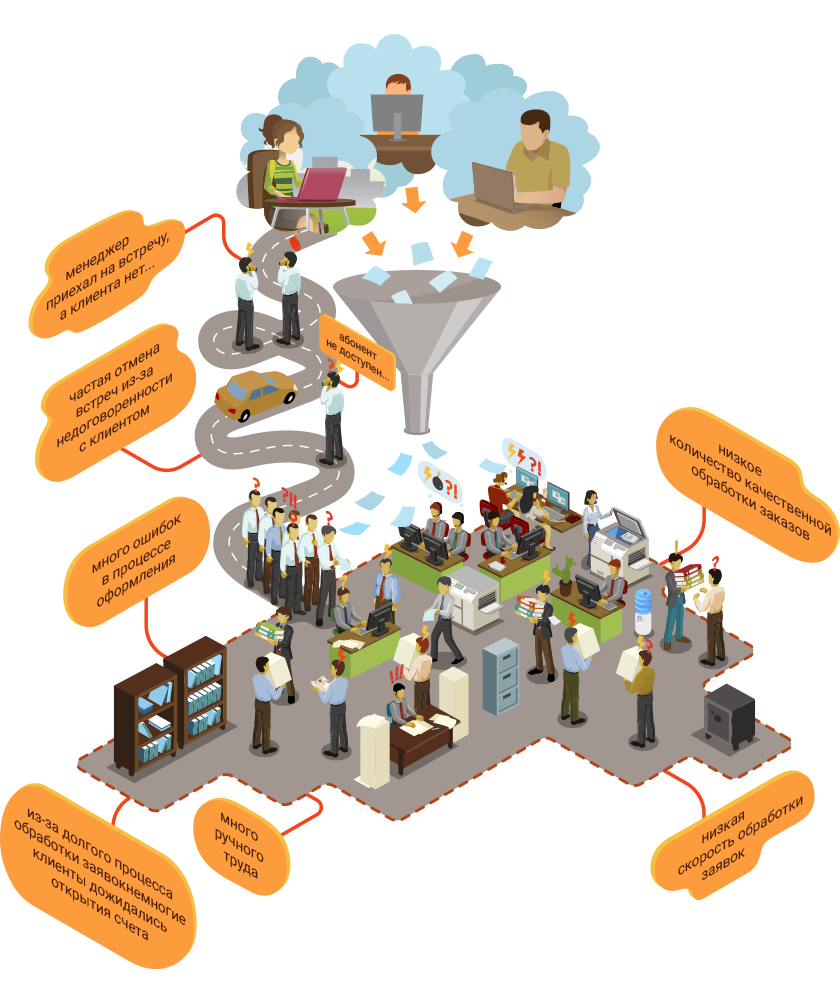 менеджер
приехал на встречу,
а клиента нет...
абонент
не доступен...
частая отмена
встреч из-за
недоговоренности
с клиентом
?!
?!
?!!
низкое
количество качественной
обработки заказов
много ошибок
в процессе
оформления
!!!
из-за долгого процесса
обработки заявокнемногие
клиенты дожидались
открытия счета
много
ручного
труда
низкая
скорость обработки
заявок